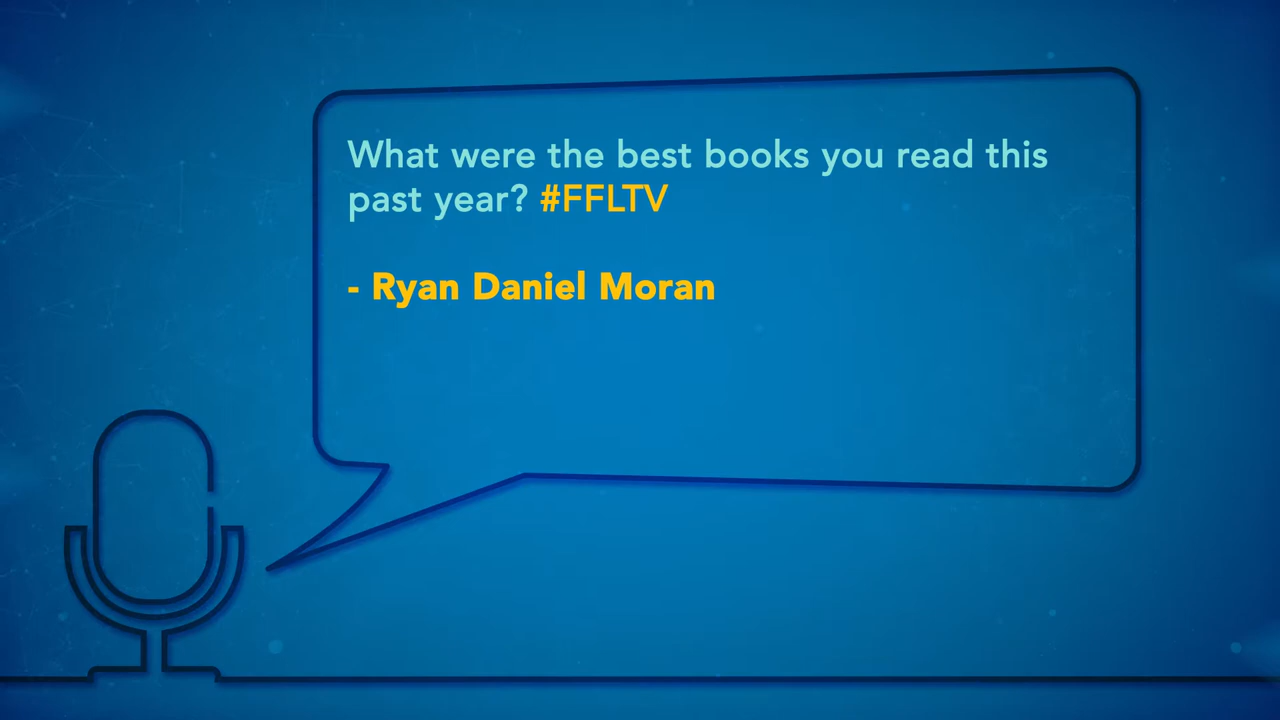 What were the best books you read this
past year? #FFLTV
- Ryan Daniel Moran